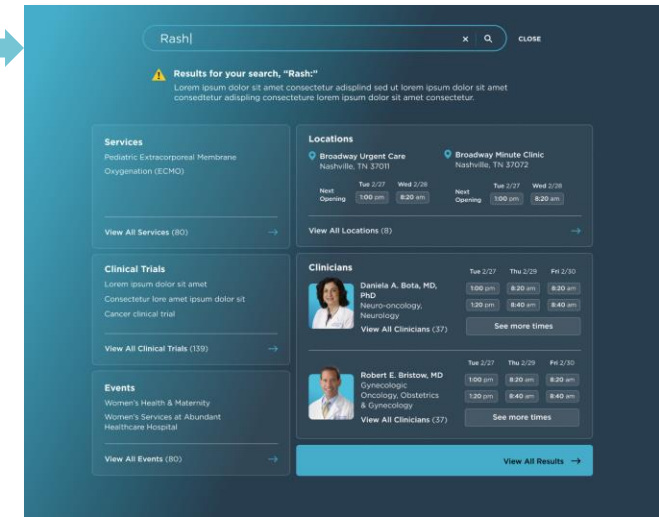 Rash
× CLOSE
Results for your search, "Rash:"
Lorem ipsum dolor sit amet consectetur adisplind sed ut lorem ipsum dolor sit amet
consedtetur adispling consecteture lorem ipsum dolor sit amet consectetur.
Services
Pediatric Extracorporeal Membrane
Oxygenation (ECMO)
View All Services (80) →
Locations
Broadway Urgent Care
Nashville, TN 37011
Tue 2/27 Wed 2/28
Next
Opening
1:00 pm 8:20 am
Broadway Minute Clinic
Nashville, TN 37072
Tue 2/27 Wed 2/28
Next
Opening
1:00 pm 8:20 am
View All Locations (8) →
Clinical Trials
Lorem ipsum dolor sit amet
Consectetur lore amet ipsum dolor sit
Cancer clinical trial
View All Clinical Trials (139) →
Events
Women's Health & Maternity
Women's Services at Abundant
Healthcare Hospital
View All Events (80) →
Clinicians
Daniela A. Bota, MD,
PhD
Neuro-oncology,
Neurology
View All Clinicians (37)
Tue 2/27 Thu 2/29 Fri 2/30
1:00 pm 8:20 am 8:20 am
1:20 pm 8:40 am 8:40 am
See more times
Robert E. Bristow, MD
Gynecologic
Oncology, Obstetrics
& Gynecology
View All Clinicians (37)
Tue 2/27 Thu 2/29 Fri 2/30
1:00 pm 8:20 am 8:20 am
1:20 pm 8:40 am 8:40 am
See more times
View All Results →